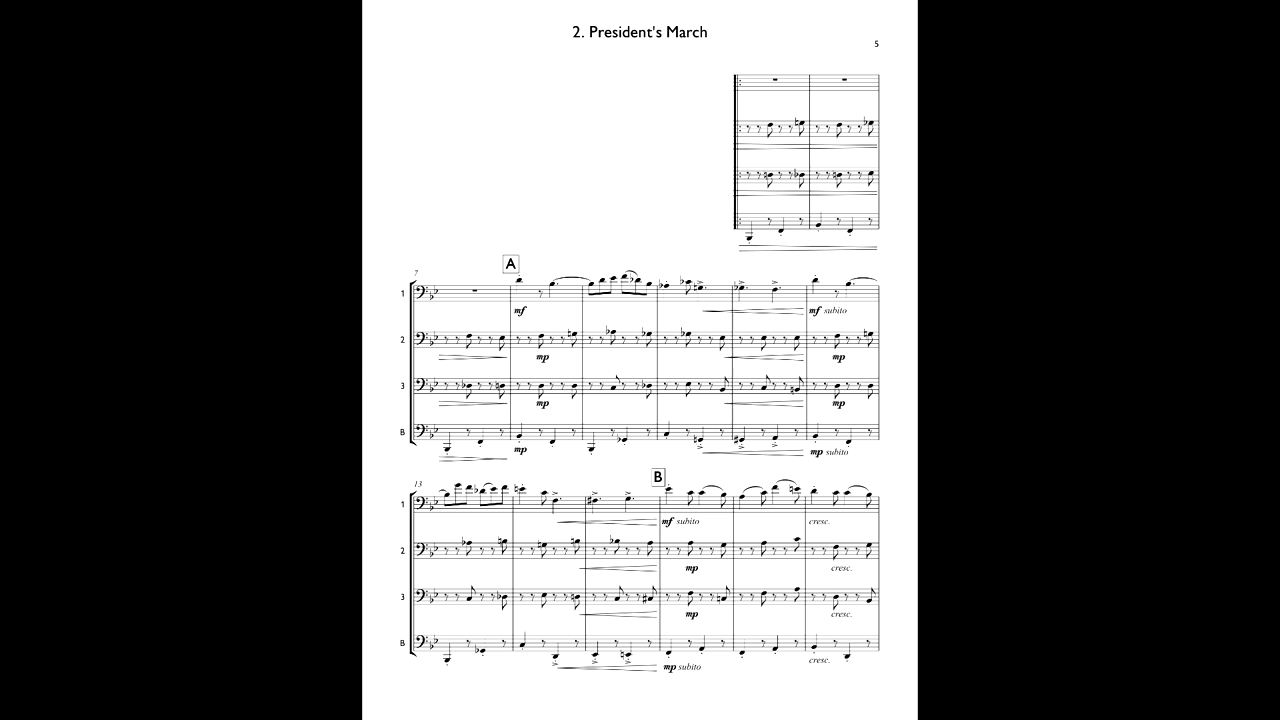 2. President's March
5
7
A
1
mf
mf subito
2
mp
mp
3
mp
mp
B
mp
mp subito
13
B
1
mf subito
cresc.
2
mp
cresc.
3
mp
cresc.
B
mp subito
cresc.